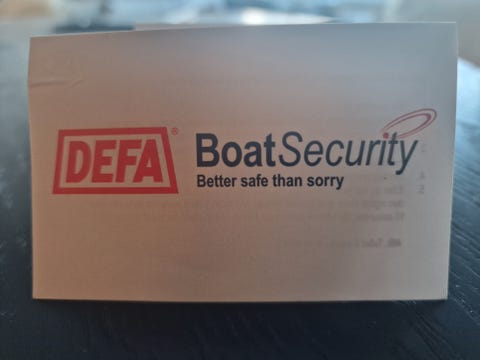 DEFA®
BoatSecurity
Better safe than sorry